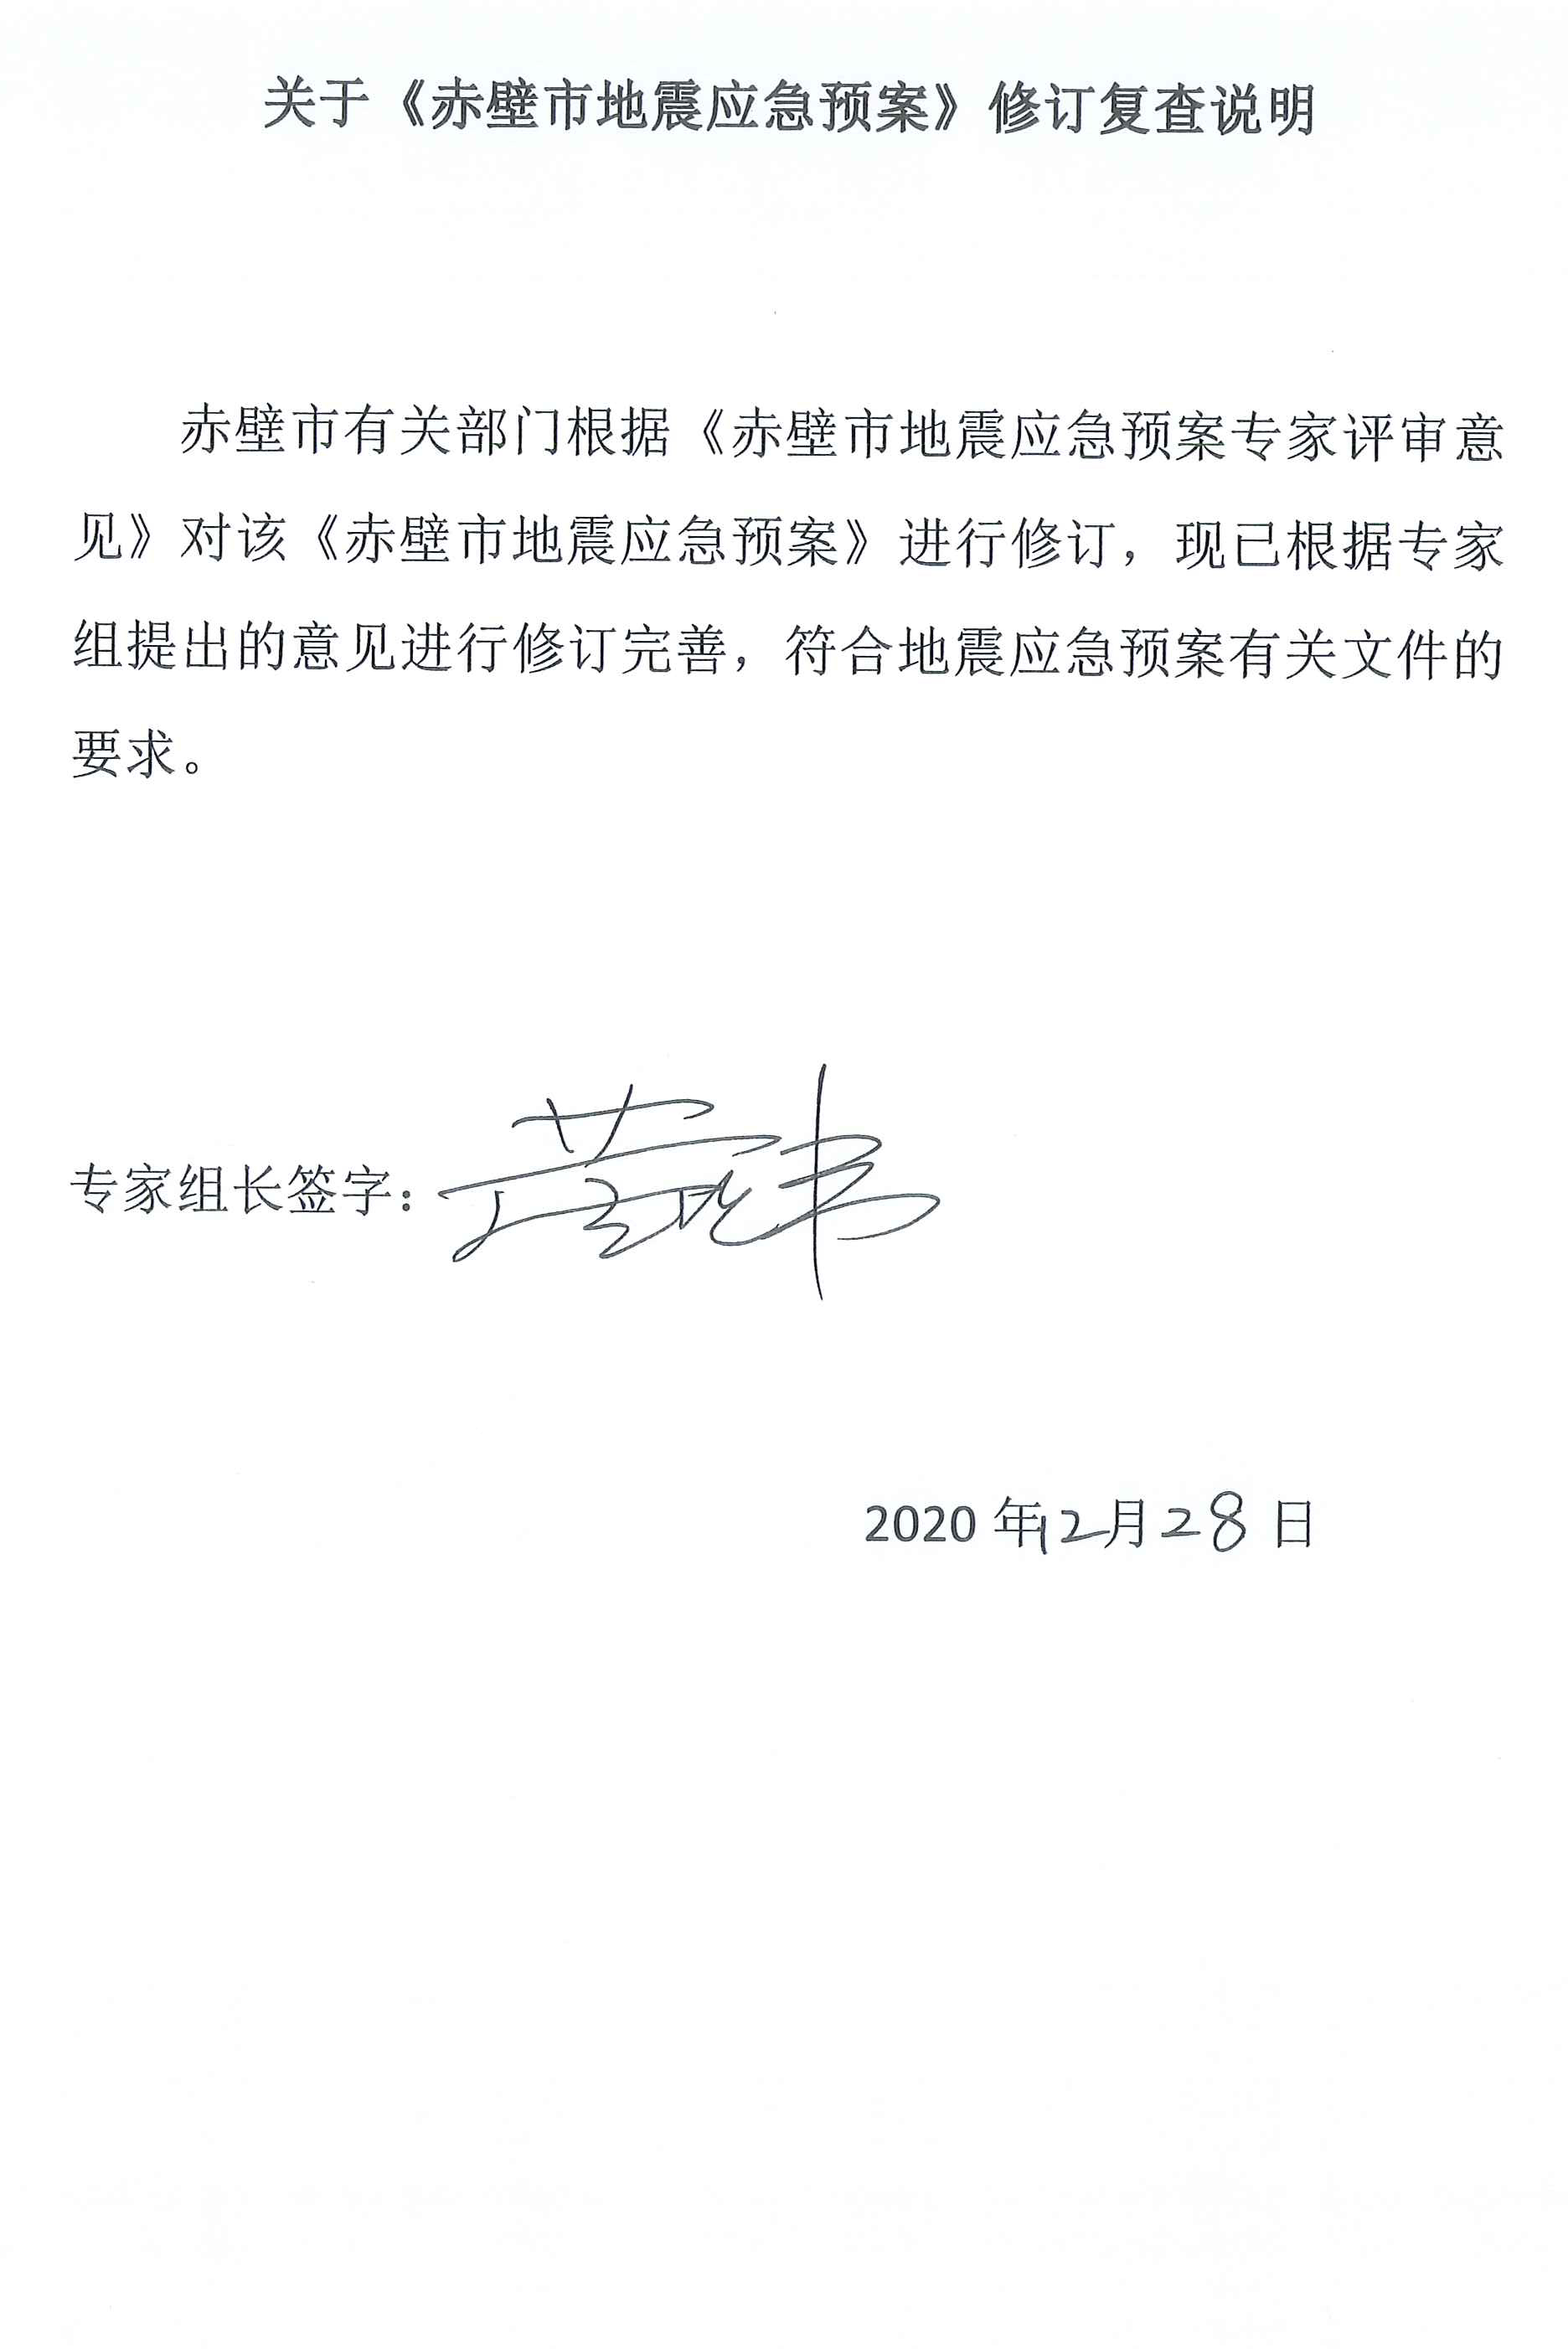 关于《赤壁市地震应急预案》修订复查说明
赤壁市有关部门根据《赤壁市地震应急预案专家评审意
见》对该《赤壁市地震应急预案》进行修订，现已根据专家
组提出的意见进行修订完善，符合地震应急预案有关文件的
要求。
专家组长签字：
2020 年12月28日